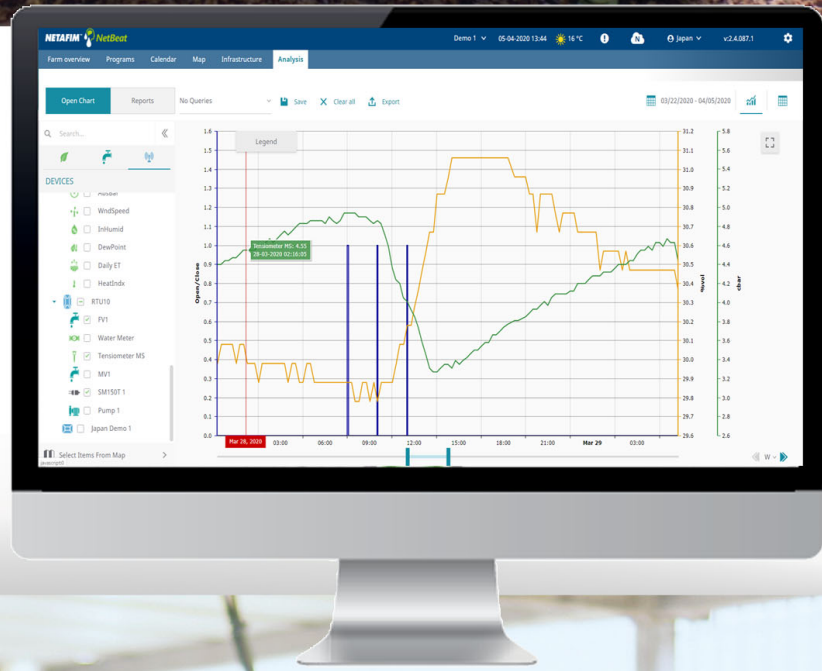 NETAFIM™ NetBeat
Demo 1 05-04-2020 13:44 16 °C N Japan v:2.4.087.1
Farm overview Programs Calendar Map Infrastructure Analysis
Open Chart Reports No Queries Save Clear all Export 03/22/2020 - 04/05/2020
Search...
Legend
DEVICES
WndSpeed
InHumid
DewPoint
Daily ET
HeatIndx
RTU10
FV1
Water Meter
Tensiometer MS
MV1
SM150T 1
Pump 1
Japan Demo 1
Select Items From Map
javascript:0
Open/Close
1.6
1.5
1.4
1.3
1.2
1.1
1.0
0.9
0.8
0.7
0.6
0.5
0.4
0.3
0.2
0.1
0.0
Tensiometer MS: 4.55
28-03-2020 02:16:05
31.2
31.1
31.0
30.9
30.8
30.7
30.6
30.5
30.4
30.3
30.2
30.1
30.0
29.9
29.8
29.7
29.6
%vol
5.8
5.6
5.4
5.2
5.0
4.8
4.6
4.4
4.2
4.0
3.8
3.6
3.4
3.2
3.0
2.8
2.6
cbar
Mar 28, 2020 03:00 06:00 09:00 12:00 15:00 18:00 21:00 Mar 29 03:00
W